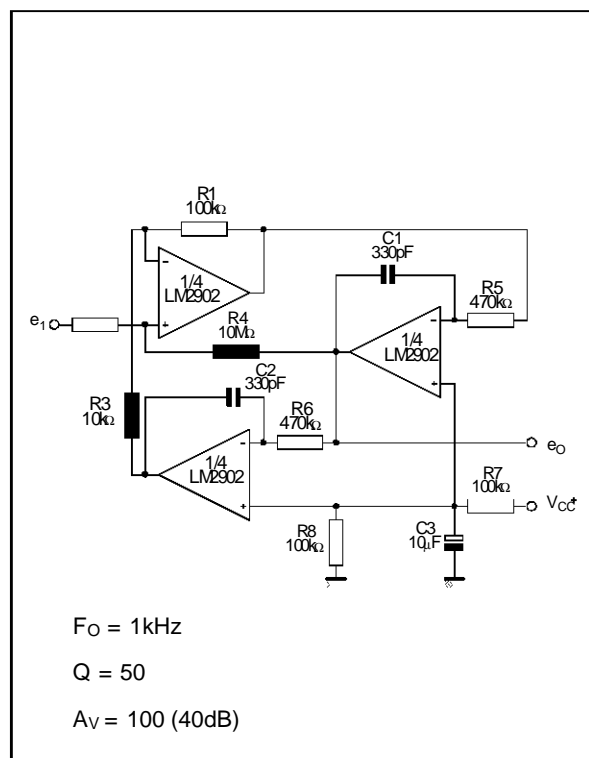 R1
100kΩ
C1
330pF
R5
470kΩ
-
+
1/4
LM2902
e1
R4
10MΩ
-
+
1/4
LM2902
C2
330pF
R3
10kΩ
R6
470kΩ
-
+
1/4
LM2902
eO
R7
100kΩ
VCC+
R8
100kΩ
C3
10µF
FO = 1kHz
Q = 50
AV = 100 (40dB)